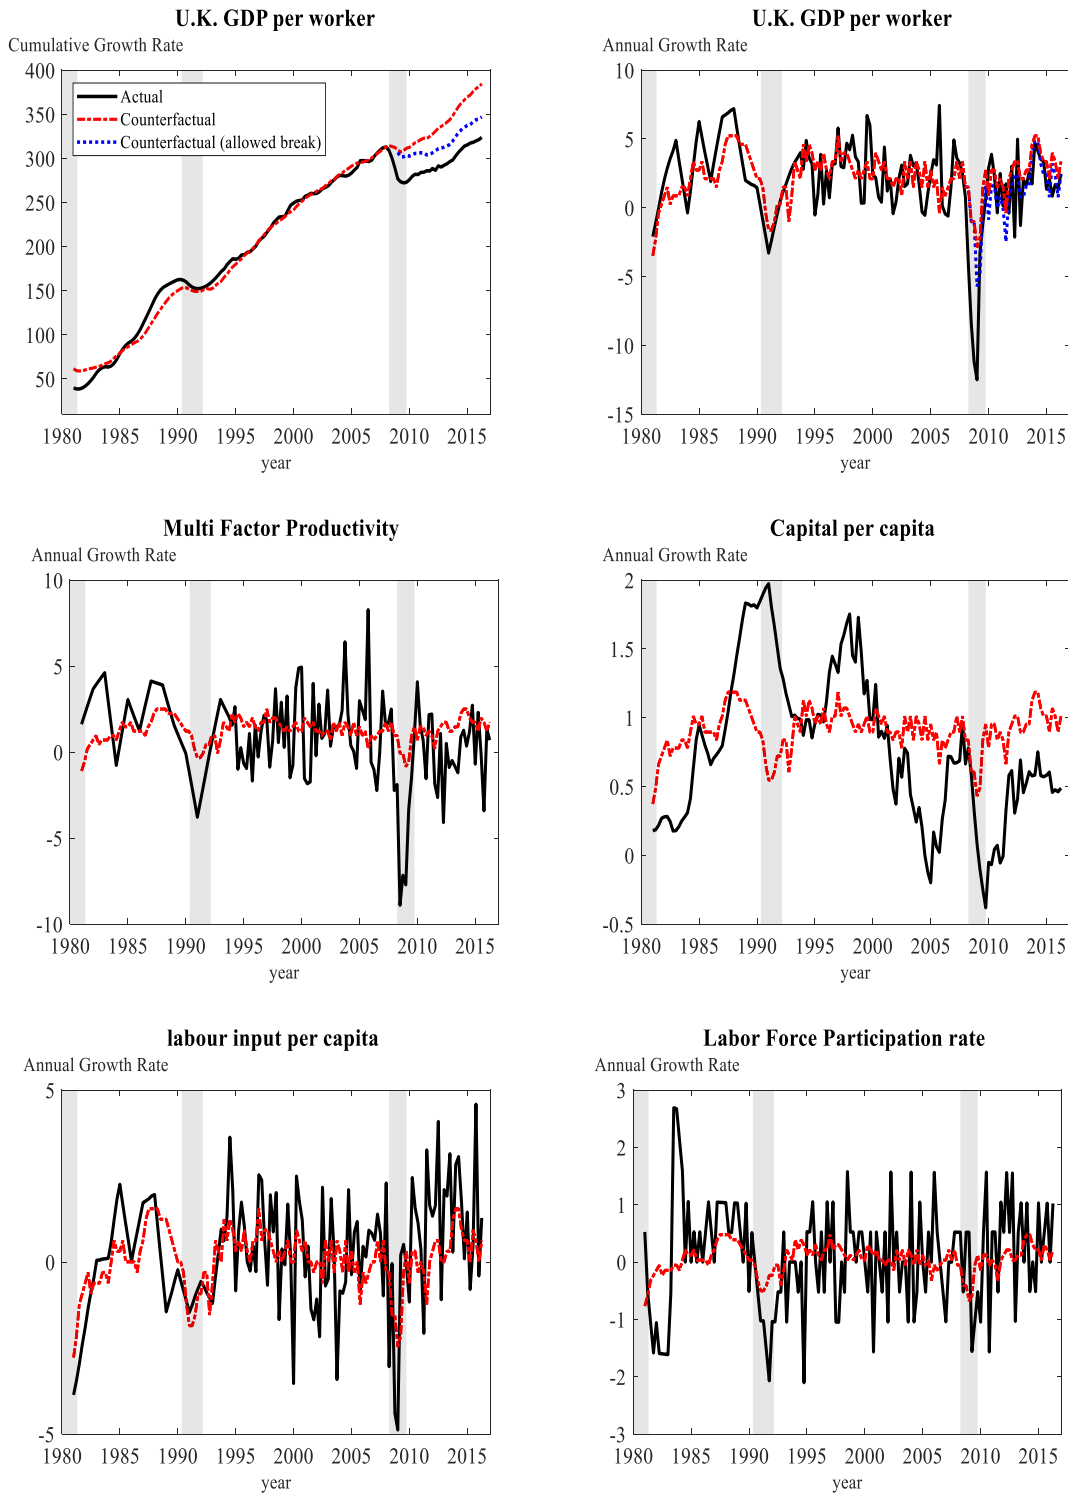 U.K. GDP per worker
Cumulative Growth Rate
400
350
300
250
200
150
100
50
Actual
Counterfactual
Counterfactual (allowed break)
1980 1985 1990 1995 2000 2005 2010 2015
year
U.K. GDP per worker
Annual Growth Rate
10
5
0
-5
-10
-15
1980 1985 1990 1995 2000 2005 2010 2015
year
Multi Factor Productivity
Annual Growth Rate
10
5
0
-5
-10
1980 1985 1990 1995 2000 2005 2010 2015
year
Capital per capita
Annual Growth Rate
2
1.5
1
0.5
0
-0.5
1980 1985 1990 1995 2000 2005 2010 2015
year
labour input per capita
Annual Growth Rate
5
0
-5
1980 1985 1990 1995 2000 2005 2010 2015
year
Labor Force Participation rate
Annual Growth Rate
3
2
1
0
-1
-2
-3
1980 1985 1990 1995 2000 2005 2010 2015
year